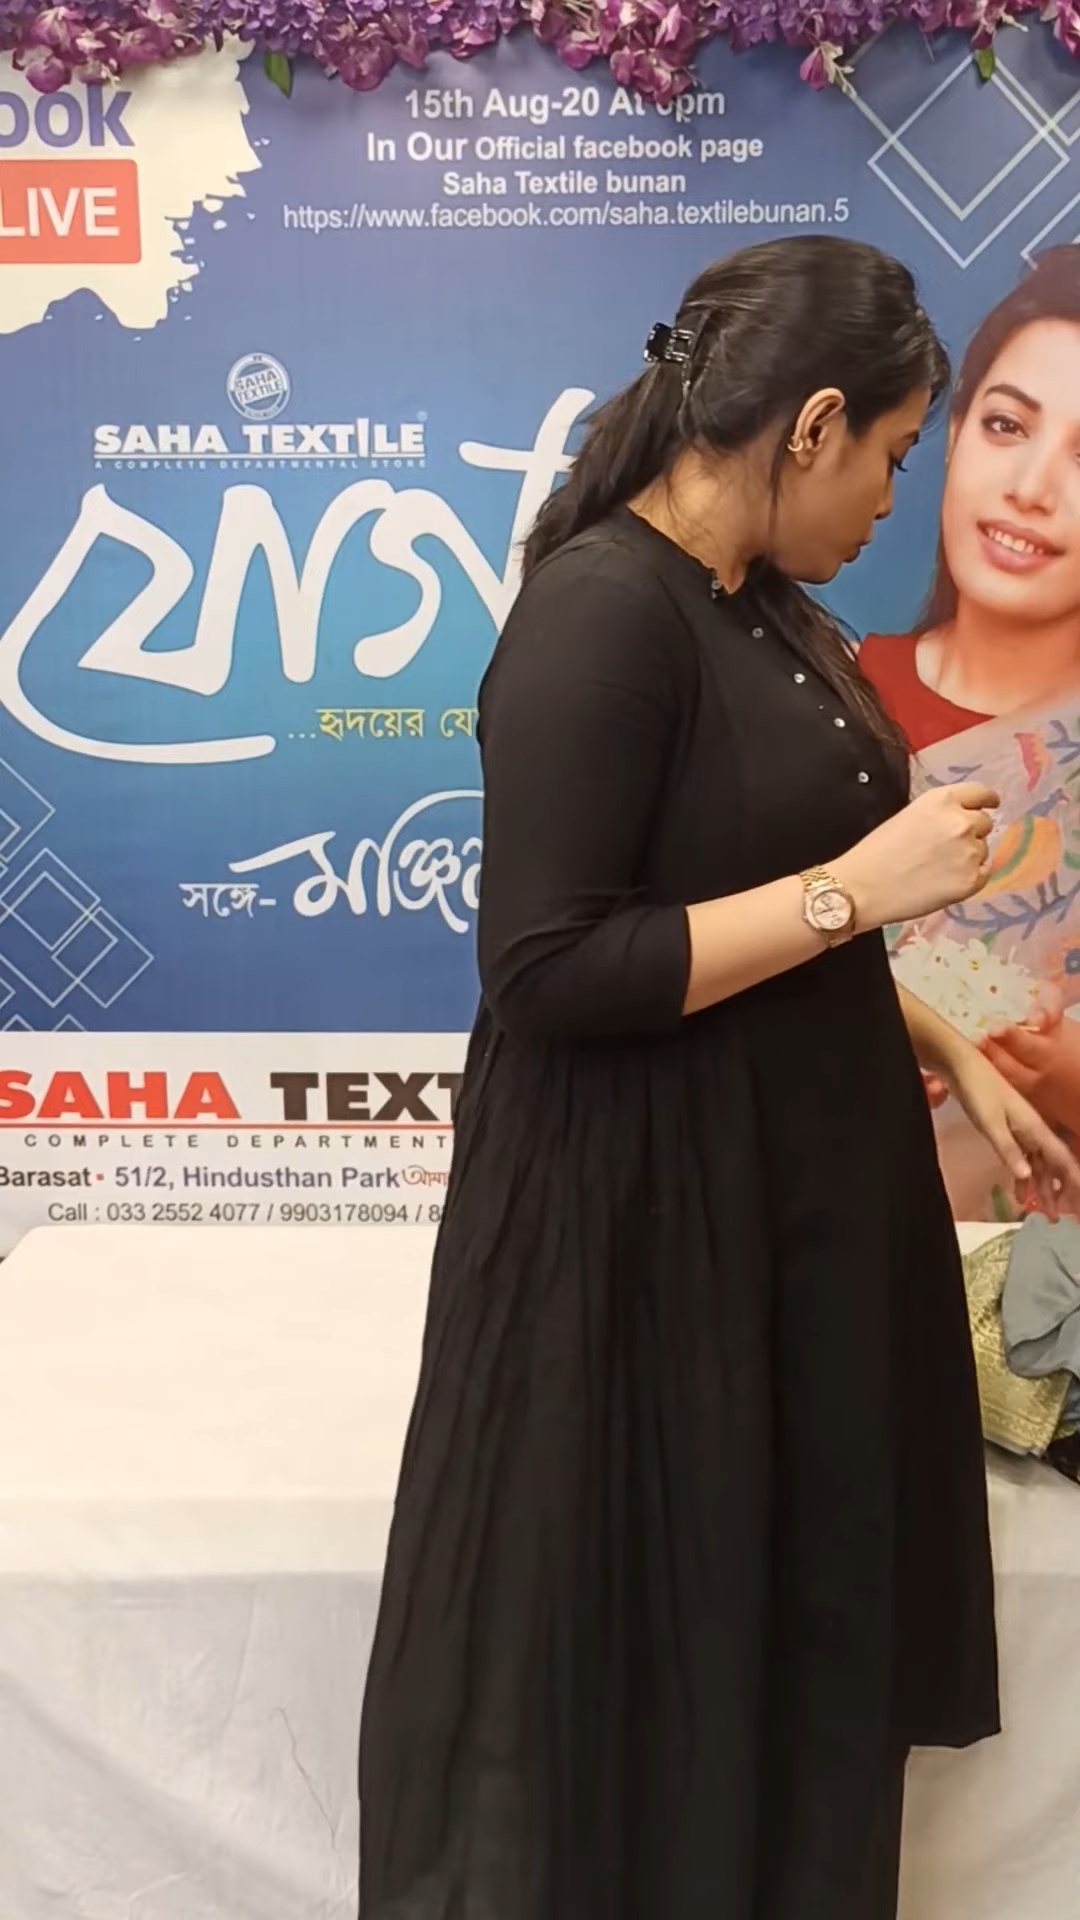 ook
LIVE
15th Aug-20 At 6pm
In Our Official facebook page
Saha Textile bunan
https://www.facebook.com/saha.textilebunan.5
SAHA
TEXTILE
SAHA TEXTILE®
A COMPLETE DEPARTMENTAL STORE
...হৃদয়ের যো
সঙ্গে-
SAHA TEXT
COMPLETE DEPARTMENT
Barasat • 51/2, Hindusthan Park
Call : 033 2552 4077 / 9903178094 / 8